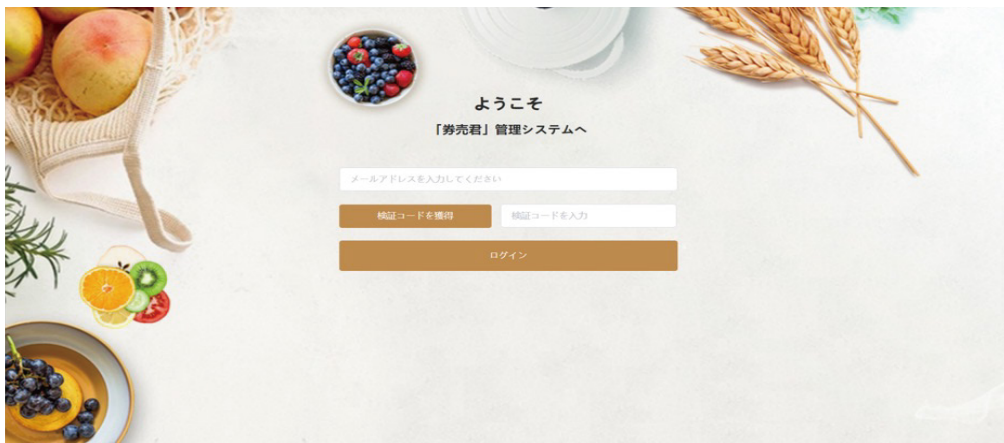 ようこそ
「券売君」管理システムへ
メールアドレスを入力してください
検証コードを獲得
検証コードを入力
ログイン